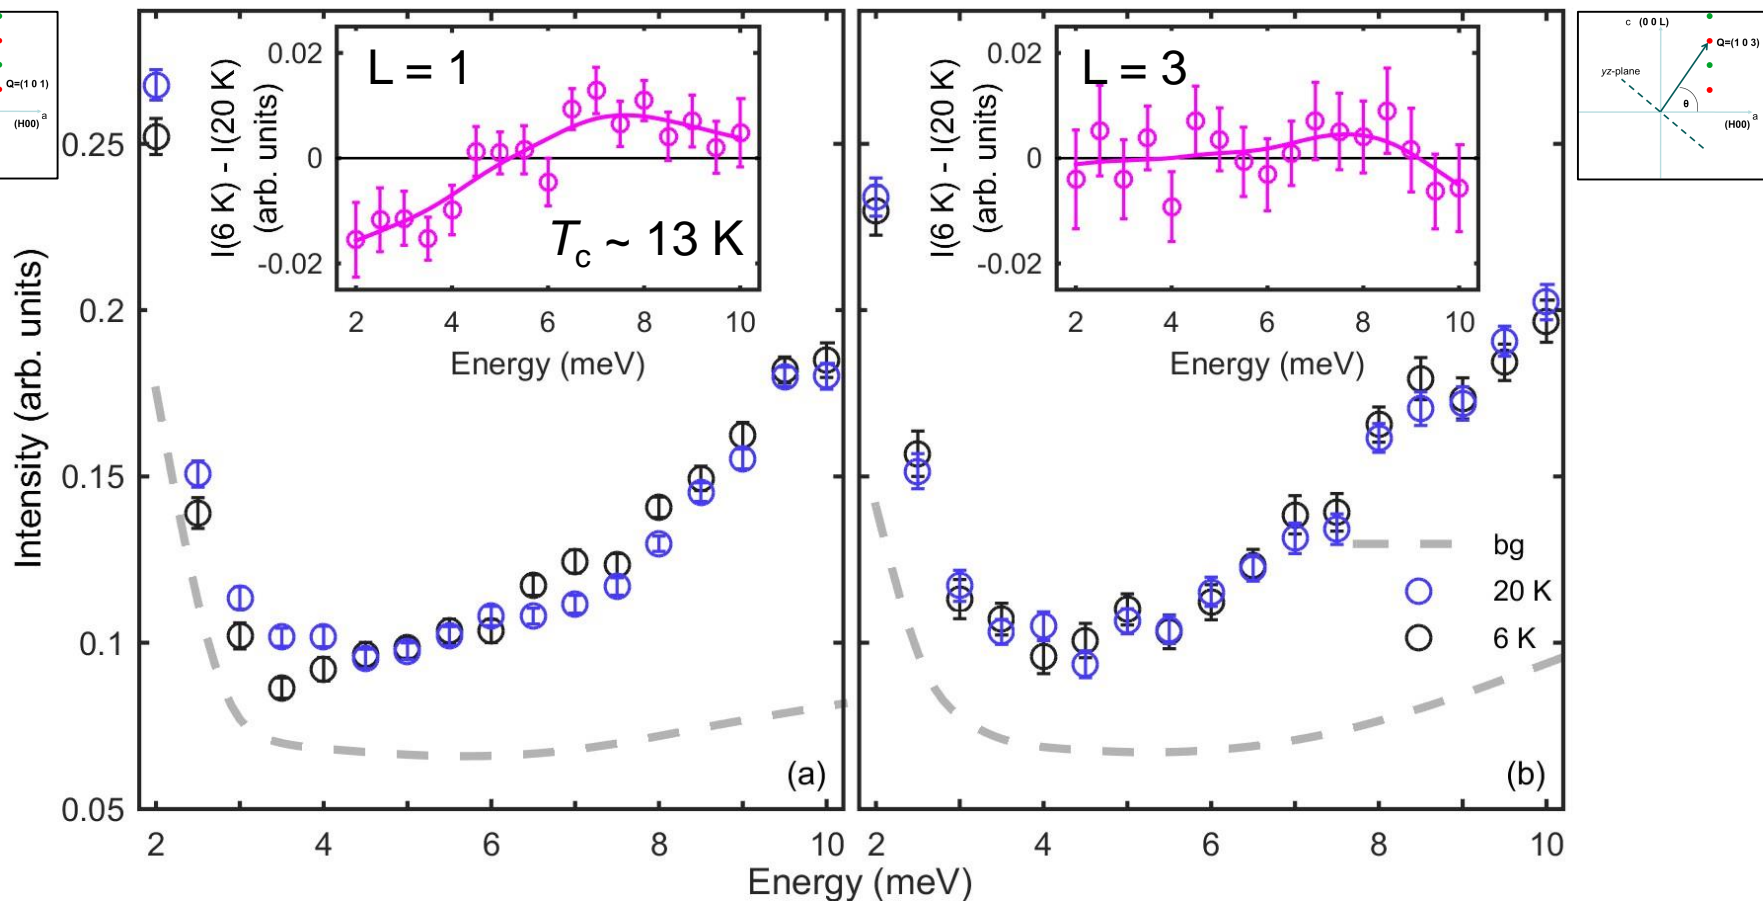 Q=(1 0 1)
a
(H00)
Intensity (arb. units)
0.25
0.2
0.15
0.1
0.05
2
4
6
8
10
I(6 K) - I(20 K)
(arb. units)
0.02
0
-0.02
L = 1
Tc ~ 13 K
2
4
6
8
10
Energy (meV)
(a)
I(6 K) - I(20 K)
(arb. units)
0.02
0
-0.02
L = 3
2
4
6
8
10
Energy (meV)
bg
20 K
6 K
(b)
2
4
6
8
10
Energy (meV)
c (0 0 L)
Q=(1 0 3)
yz-plane
θ
a
(H00)